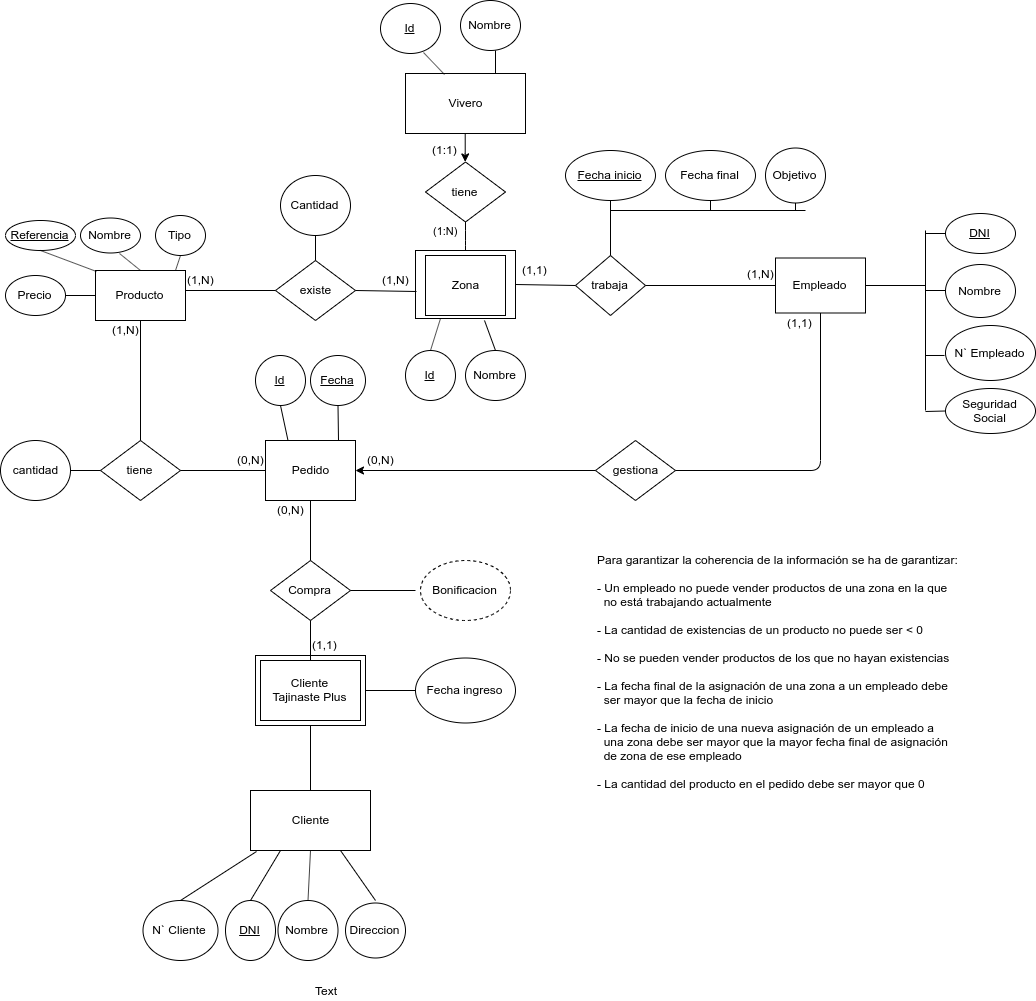 Id
Nombre
Vivero
(1:1)
tiene
(1:N)
Fecha inicio
Fecha final
Objetivo
Cantidad
Referencia
Nombre
Tipo
Precio
Producto
(1,N)
existe
(1,N)
Zona
(1,1)
trabaja
(1,N)
Empleado
DNI
Nombre
N` Empleado
Seguridad
Social
(1,N)
(1,1)
Id
Fecha
Id
Nombre
cantidad
tiene
(0,N)
Pedido
(0,N)
gestiona
(0,N)
Compra
Bonificacion
(1,1)
Cliente
Tajinaste Plus
Fecha ingreso
Cliente
N` Cliente
DNI
Nombre
Direccion
Text
Para garantizar la coherencia de la información se ha de garantizar:
- Un empleado no puede vender productos de una zona en la que
no está trabajando actualmente
- La cantidad de existencias de un producto no puede ser < 0
- No se pueden vender productos de los que no hayan existencias
- La fecha final de la asignación de una zona a un empleado debe
ser mayor que la fecha de inicio
- La fecha de inicio de una nueva asignación de un empleado a
una zona debe ser mayor que la mayor fecha final de asignación
de zona de ese empleado
- La cantidad del producto en el pedido debe ser mayor que 0